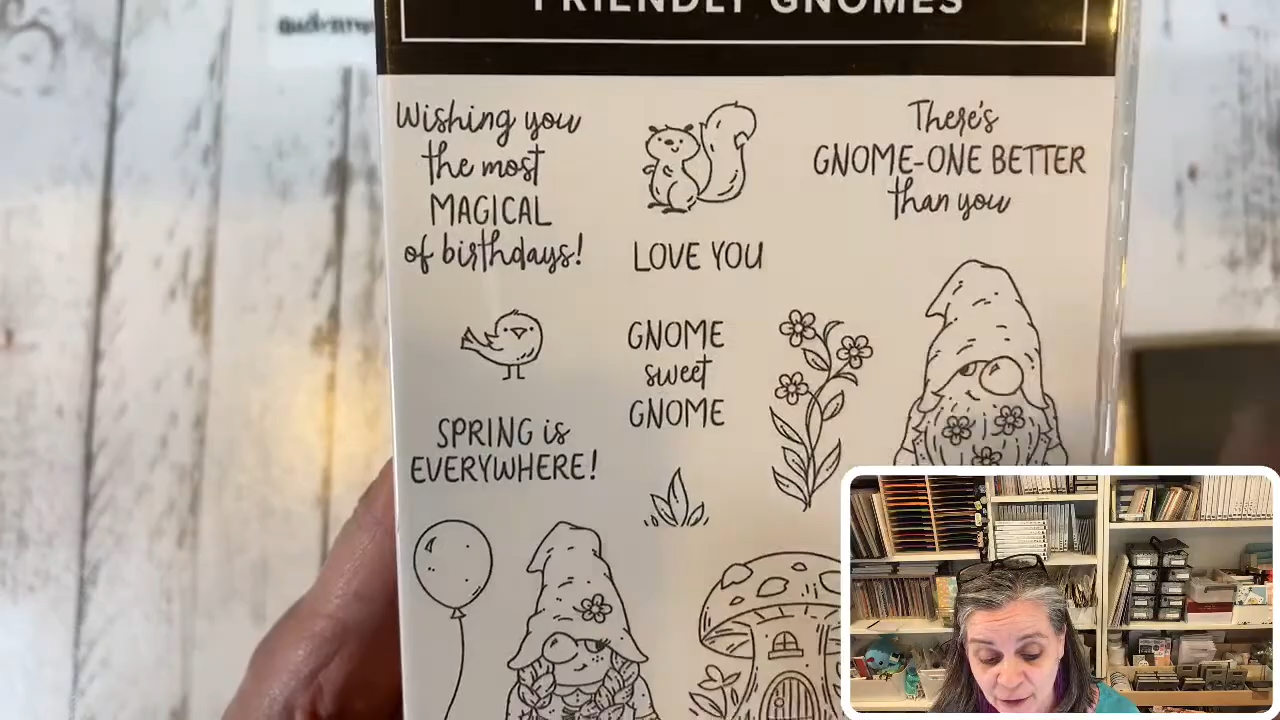 FRIENDLY GNOMES
Wishing you
the most
MAGICAL
of birthdays!
There's
GNOME-ONE BETTER
than you
LOVE YOU
GNOME
sweet
GNOME
SPRING is
EVERYWHERE!